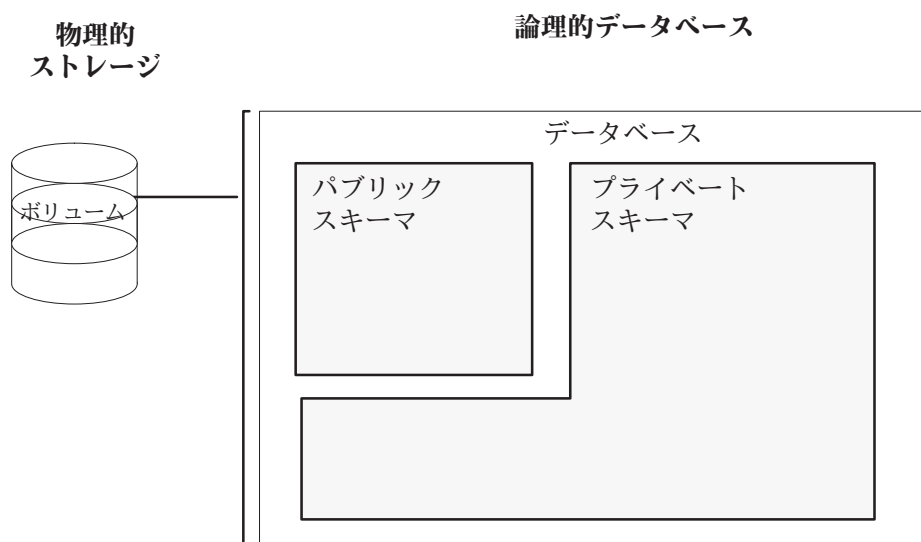 物理的
ストレージ
論理的データベース
データベース
ボリューム
パブリック
スキーマ
プライベート
スキーマ